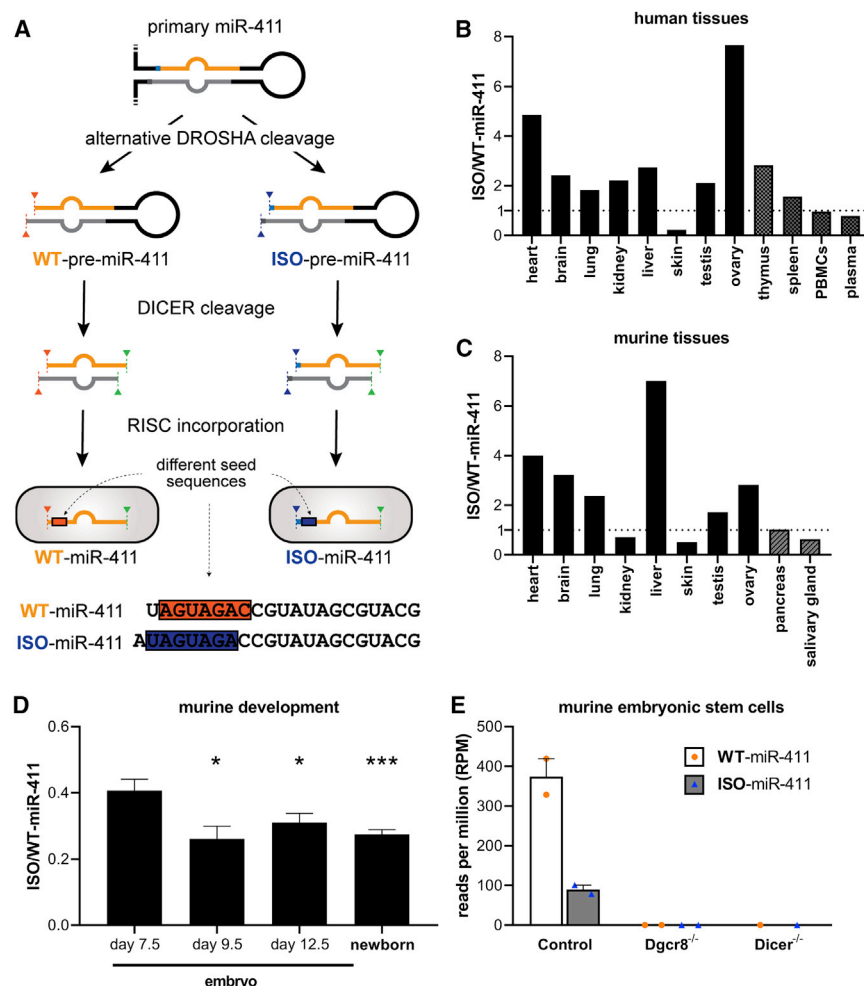 A
primary miR-411
alternative DROSHA cleavage
WT-pre-miR-411
ISO-pre-miR-411
DICER cleavage
RISC incorporation
different seed
sequences
WT-miR-411
ISO-miR-411
WT-miR-411 UAGUAGACCGUAUAGCGUACG
ISO-miR-411 AUAGUAGACCGUAUAGCGUACG
B
human tissues
ISO/WT-miR-411
8
6
4
2
1
0
heart
brain
lung
kidney
liver
skin
testis
ovary
thymus
spleen
PBMCs
plasma
C
murine tissues
ISO/WT-miR-411
8
6
4
2
1
0
heart
brain
lung
kidney
liver
skin
testis
ovary
pancreas
salivary gland
D
murine development
ISO/WT-miR-411
0.6
0.4
0.2
0.0
* * ***
day 7.5 day 9.5 day 12.5 newborn
embryo
E
murine embryonic stem cells
reads per million (RPM)
500
400
300
200
100
0
WT-miR-411
ISO-miR-411
Control Dgcr8-/- Dicer-/-